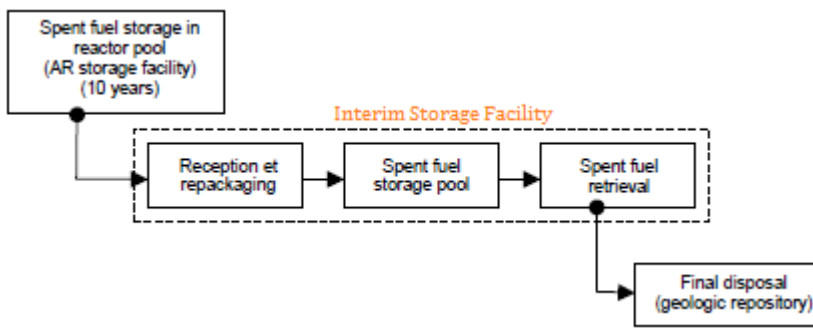 Spent fuel storage in
reactor pool
(AR storage facility)
(10 years)
Interim Storage Facility
Reception et
repackaging
Spent fuel
storage pool
Spent fuel
retrieval
Final disposal
(geologic repository)